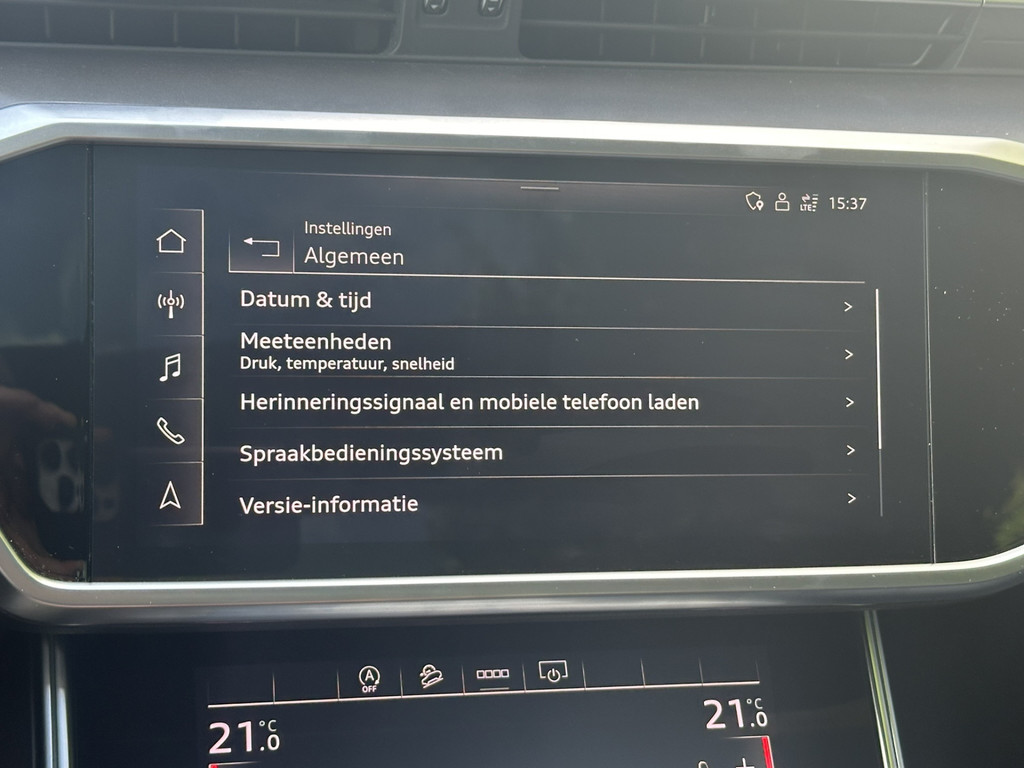 LTE 15:37
Instellingen
Algemeen
Datum & tijd
Meeteenheden
Druk, temperatuur, snelheid
Herinneringssignaal en mobiele telefoon laden
Spraakbedieningssysteem
Versie-informatie
A
OFF
21.0 °C
21.0 °C